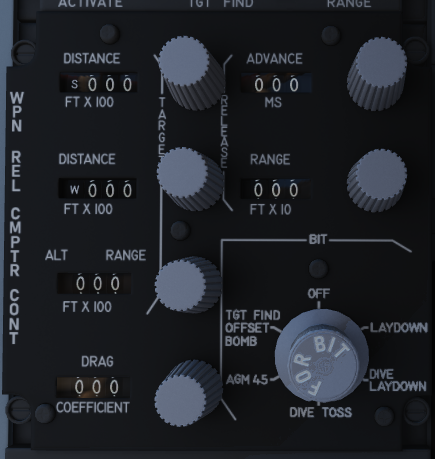 ACTIVATE TGT FIND RANGE
DISTANCE
S 0 0 0
FT X 100
ADVANCE
0 0 0
MS
TARGET
RELEASE
WPN REL CMPTR CONT
DISTANCE
W 0 0 0
FT X 100
RANGE
0 0 0
FT X 10
ALT RANGE
0 0 0
FT X 100
DRAG
0 0 0
COEFFICIENT
BIT
OFF
TGT FIND
OFFSET
BOMB
LAYDOWN
AGM 45
DIVE
LAYDOWN
DIVE TOSS
FOR BIT